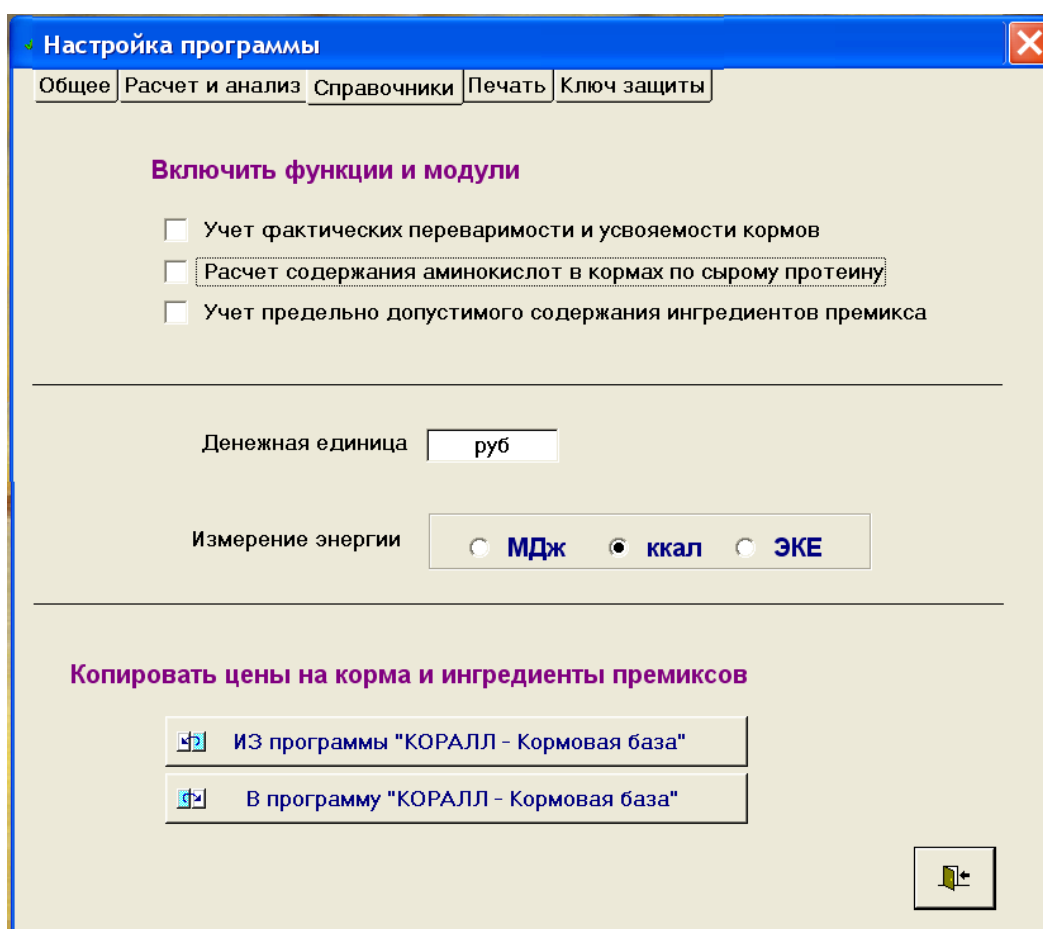 Настройка программы
Общее Расчет и анализ Справочники Печать Ключ защиты
Включить функции и модули
Учет фактических переваримости и усвояемости кормов
Расчет содержания аминокислот в кормах по сырому протеину
Учет предельно допустимого содержания ингредиентов премикса
Денежная единица руб
Измерение энергии МДж ккал ЭКЕ
Копировать цены на корма и ингредиенты премиксов
ИЗ программы "КОРАЛЛ - Кормовая база"
В программу "КОРАЛЛ - Кормовая база"